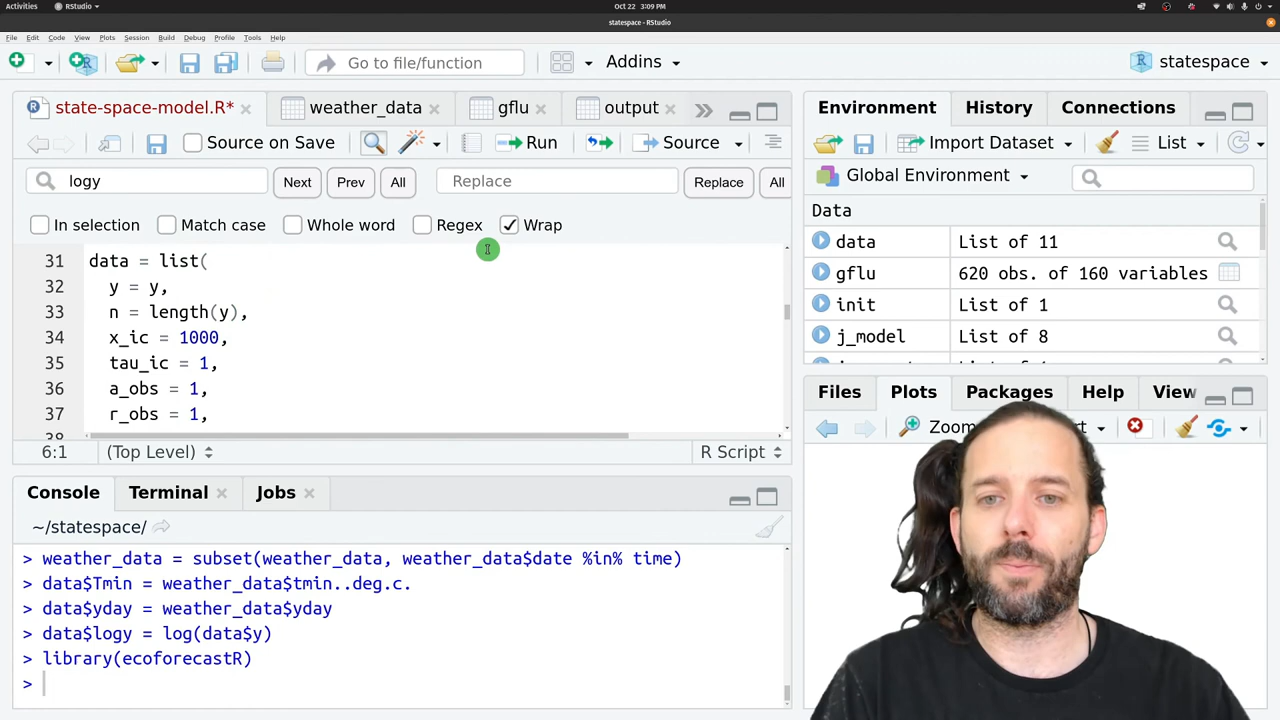 Activities RStudio Oct 22 3:09 PM
statespace - RStudio
File Edit Code View Plots Session Build Debug Profile Tools Help
Go to file/function Addins statespace
state-space-model.R* weather_data gflu output
Source on Save Run Source
logy Next Prev All Replace Replace All
In selection Match case Whole word Regex Wrap
31 data = list(
32 y = y,
33 n = length(y),
34 x_ic = 1000,
35 tau_ic = 1,
36 a_obs = 1,
37 r_obs = 1,
38
6:1 (Top Level) R Script
Console Terminal Jobs
~/statespace/
> weather_data = subset(weather_data, weather_data$date %in% time)
> data$Tmin = weather_data$tmin..deg.c.
> data$yday = weather_data$yday
> data$logy = log(data$y)
> library(ecoforecastR)
>
Environment History Connections
Import Dataset List
Global Environment
Data
data List of 11
gflu 620 obs. of 160 variables
init List of 1
j_model List of 8
Files Plots Packages Help View
Zoom